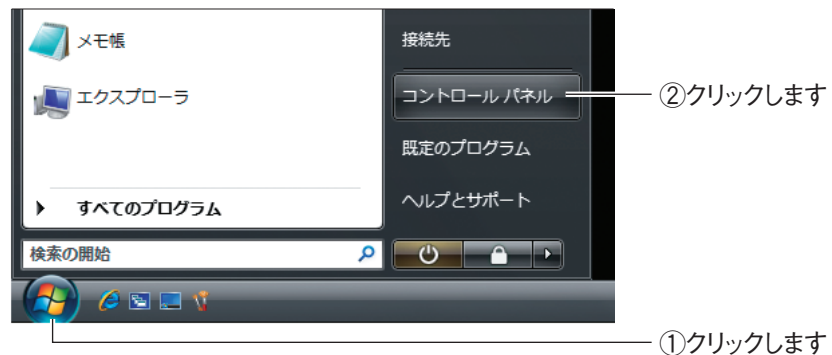 メモ帳
エクスプローラ
すべてのプログラム
検索の開始
接続先
コントロール パネル
既定のプログラム
ヘルプとサポート
②クリックします
①クリックします